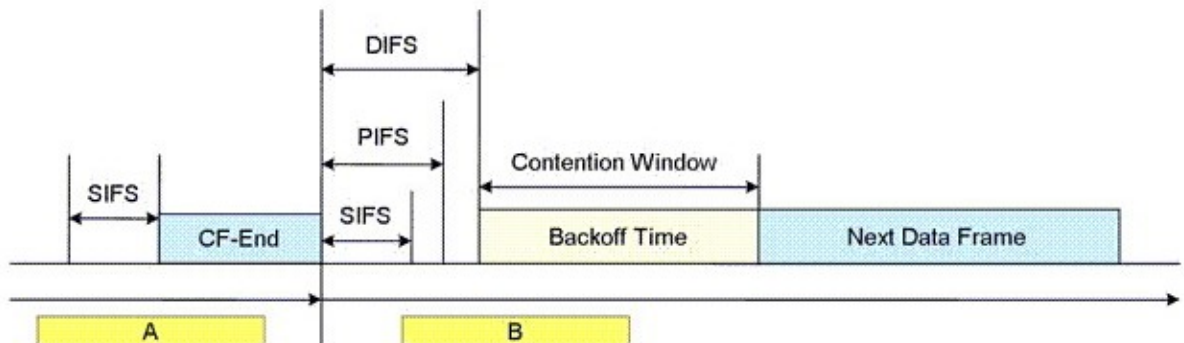 DIFS
PIFS
Contention Window
SIFS
SIFS
CF-End
Backoff Time
Next Data Frame
A
B